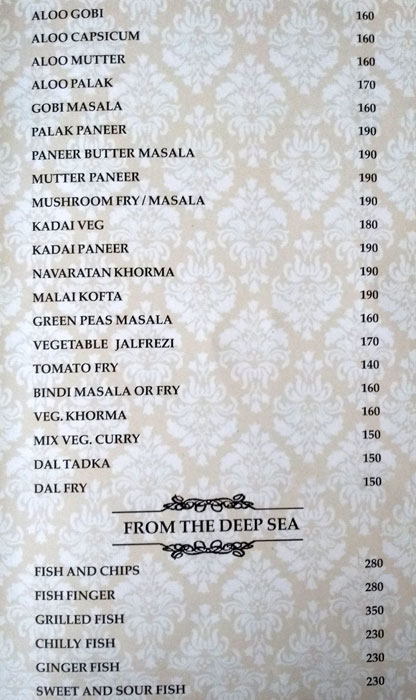 ALOO GOBI 160
ALOO CAPSICUM 160
ALOO MUTTER 160
ALOO PALAK 170
GOBI MASALA 160
PALAK PANEER 190
PANEER BUTTER MASALA 190
MUTTER PANEER 190
MUSHROOM FRY / MASALA 190
KADAI VEG 180
KADAI PANEER 190
NAVARATAN KHORMA 190
MALAI KOFTA 190
GREEN PEAS MASALA 160
VEGETABLE JALFREZI 170
TOMATO FRY 140
BINDI MASALA OR FRY 160
VEG. KHORMA 160
MIX VEG. CURRY 150
DAL TADKA 150
DAL FRY 150
FROM THE DEEP SEA
FISH AND CHIPS 280
FISH FINGER 280
GRILLED FISH 350
CHILLY FISH 230
GINGER FISH 230
SWEET AND SOUR FISH 230